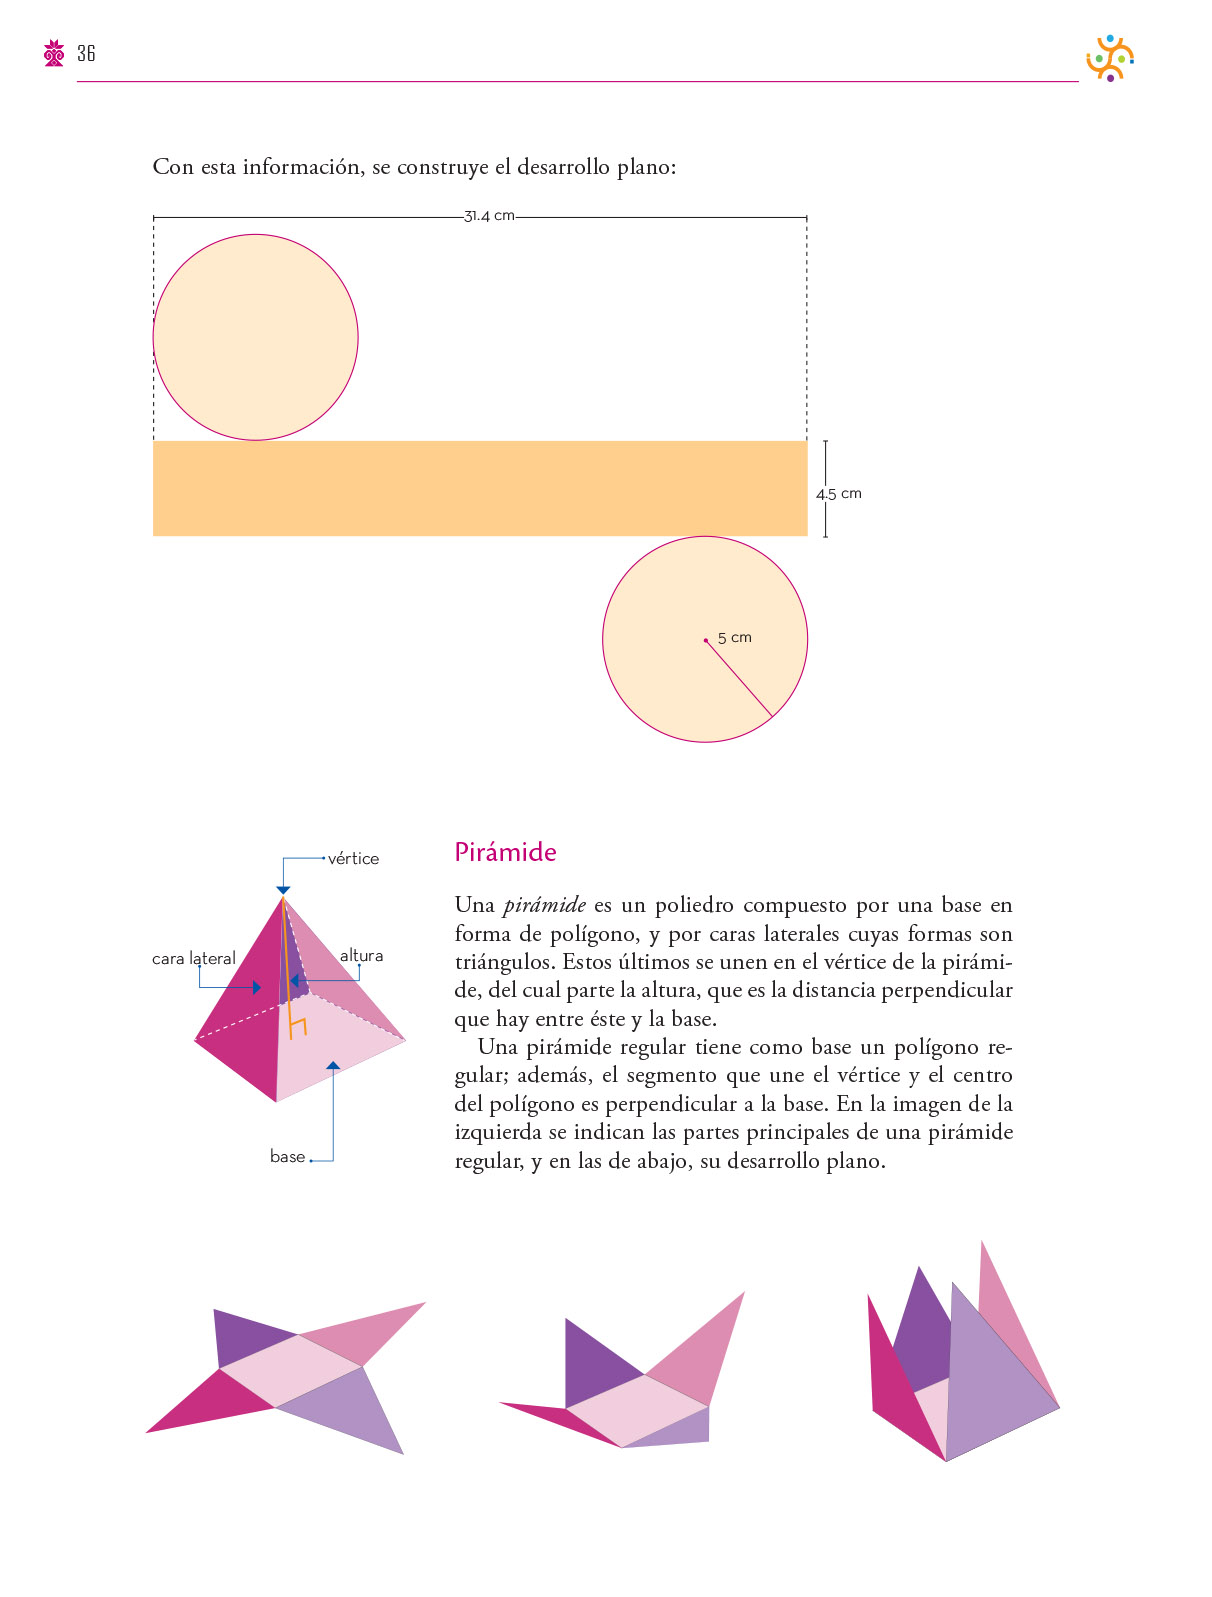 36
Con esta información, se construye el desarrollo plano:
31.4 cm
4.5 cm
5 cm
vértice
cara lateral
altura
base
Pirámide
Una pirámide es un poliedro compuesto por una base en
forma de polígono, y por caras laterales cuyas formas son
triángulos. Estos últimos se unen en el vértice de la pirámi-
de, del cual parte la altura, que es la distancia perpendicular
que hay entre éste y la base.
Una pirámide regular tiene como base un polígono re-
gular; además, el segmento que une el vértice y el centro
del polígono es perpendicular a la base. En la imagen de la
izquierda se indican las partes principales de una pirámide
regular, y en las de abajo, su desarrollo plano.